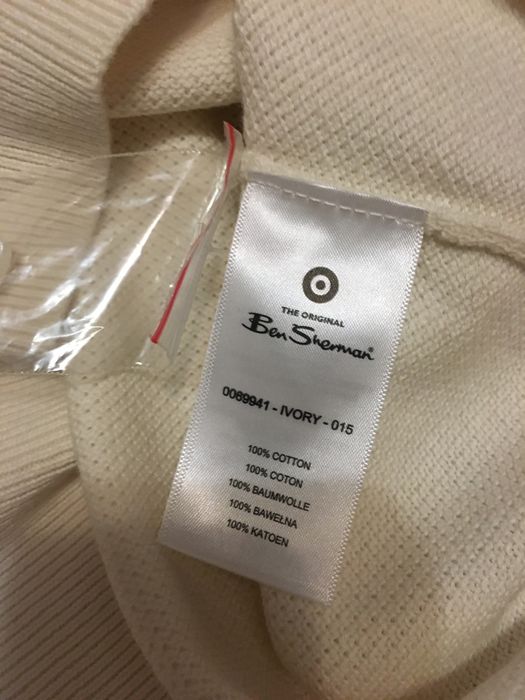 THE ORIGINAL
Ben Sherman®
0069941 - IVORY - 015
100% COTTON
100% COTON
100% BAUMWOLLE
100% BAWEŁNA
100% KATOEN